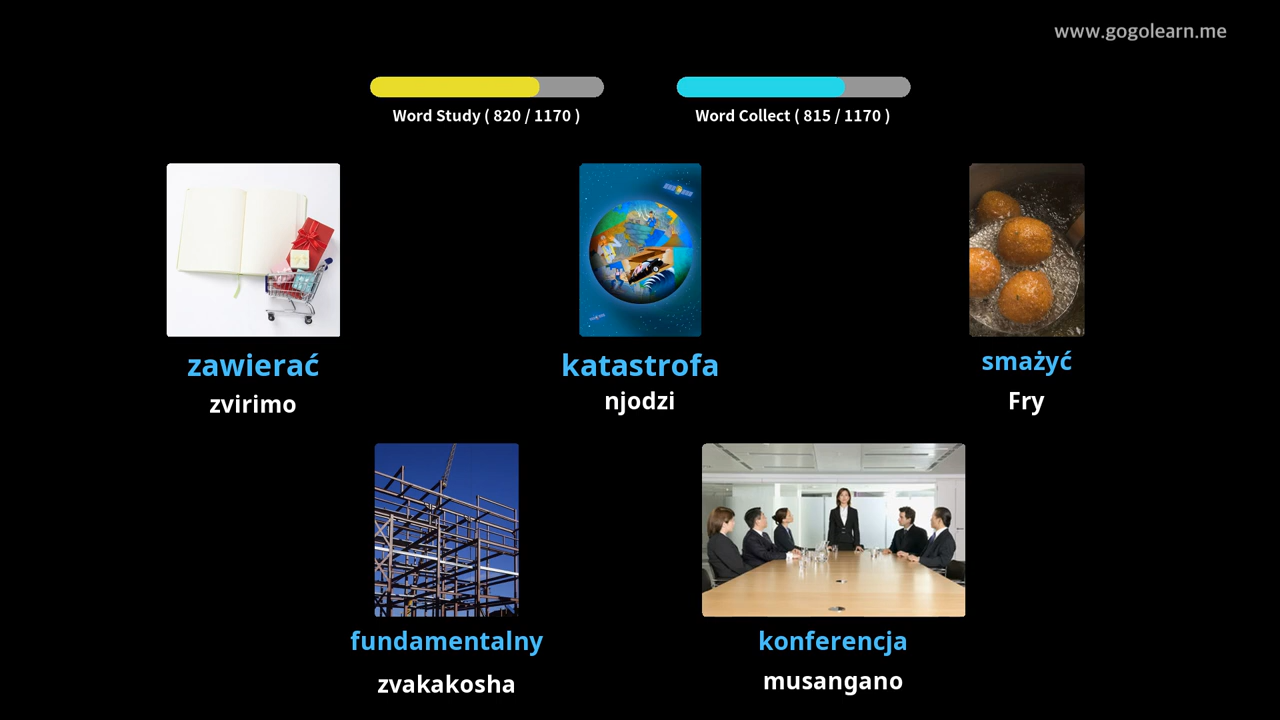 www.gogolearn.me
Word Study ( 820 / 1170 )
Word Collect ( 815 / 1170 )
zawierać
zvirimo
katastrofa
njodzi
smażyć
Fry
fundamentalny
zvakakosha
konferencja
musangano